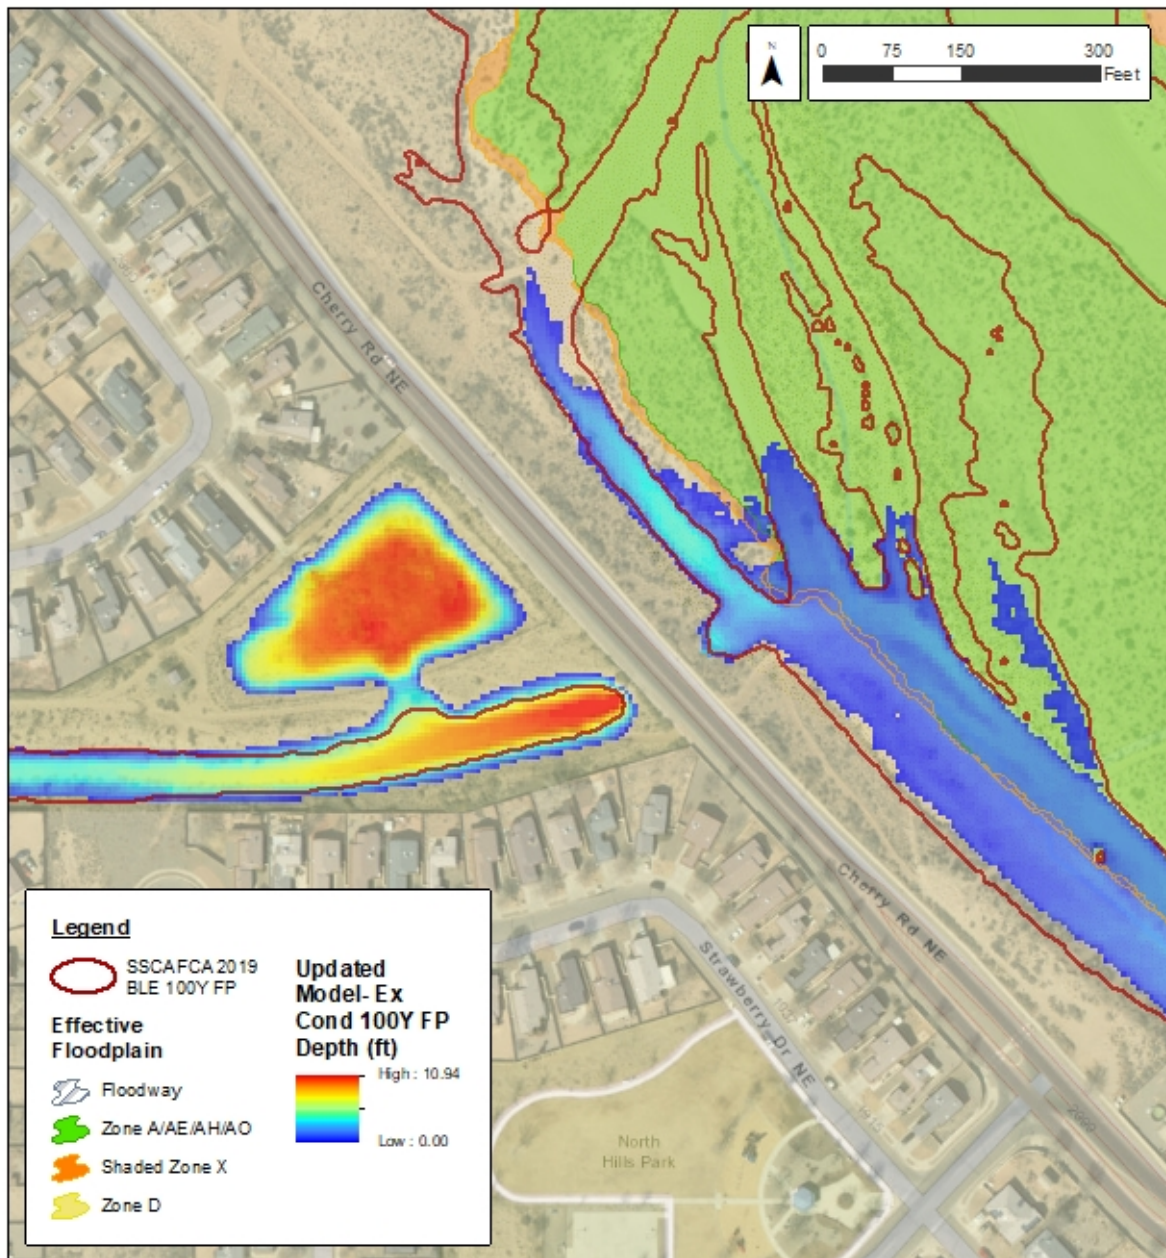 N
0 75 150 300
Feet
Cherry Rd NE
Cherry Rd NE
Strawberry Dr NE
North
Hills Park
Legend
SSCAFCA 2019
BLE 100Y FP
Effective
Floodplain
Floodway
Zone A/AE/AH/AO
Shaded Zone X
Zone D
Updated
Model- Ex
Cond 100Y FP
Depth (ft)
High : 10.94
Low : 0.00